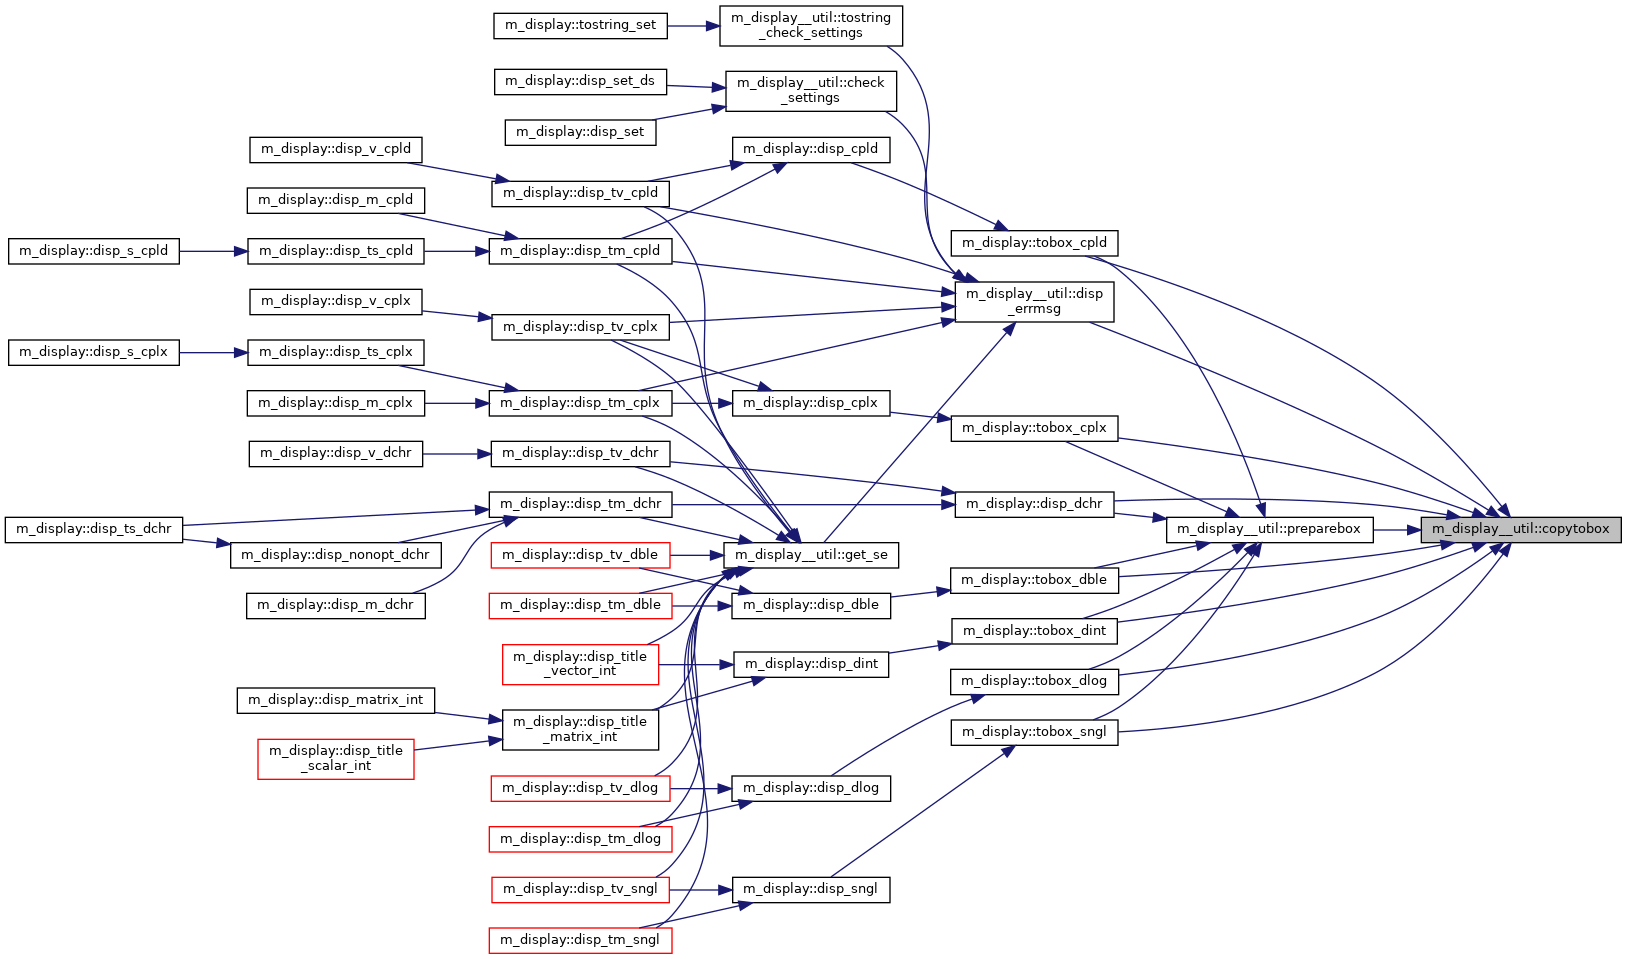 m_display::tostring_set
m_display__util::tostring
_check_settings
m_display::disp_set_ds
m_display__util::check
_settings
m_display::disp_set
m_display::disp_v_cpld
m_display::disp_cpld
m_display::disp_m_cpld
m_display::disp_tv_cpld
m_display::disp_s_cpld
m_display::disp_ts_cpld
m_display::disp_tm_cpld
m_display::tobox_cpld
m_display::disp_v_cplx
m_display__util::disp
_errmsg
m_display::disp_tv_cplx
m_display::disp_s_cplx
m_display::disp_ts_cplx
m_display::disp_m_cplx
m_display::disp_tm_cplx
m_display::disp_cplx
m_display::tobox_cplx
m_display::disp_v_dchr
m_display::disp_tv_dchr
m_display::disp_tm_dchr
m_display::disp_dchr
m_display::disp_ts_dchr
m_display__util::preparebox
m_display__util::copytobox
m_display::disp_nonopt_dchr
m_display::disp_tv_dble
m_display__util::get_se
m_display::tobox_dble
m_display::disp_m_dchr
m_display::disp_tm_dble
m_display::disp_dble
m_display::tobox_dint
m_display::disp_title
_vector_int
m_display::disp_dint
m_display::tobox_dlog
m_display::disp_matrix_int
m_display::disp_title
_matrix_int
m_display::tobox_sngl
m_display::disp_title
_scalar_int
m_display::disp_tv_dlog
m_display::disp_dlog
m_display::disp_tm_dlog
m_display::disp_tv_sngl
m_display::disp_sngl
m_display::disp_tm_sngl